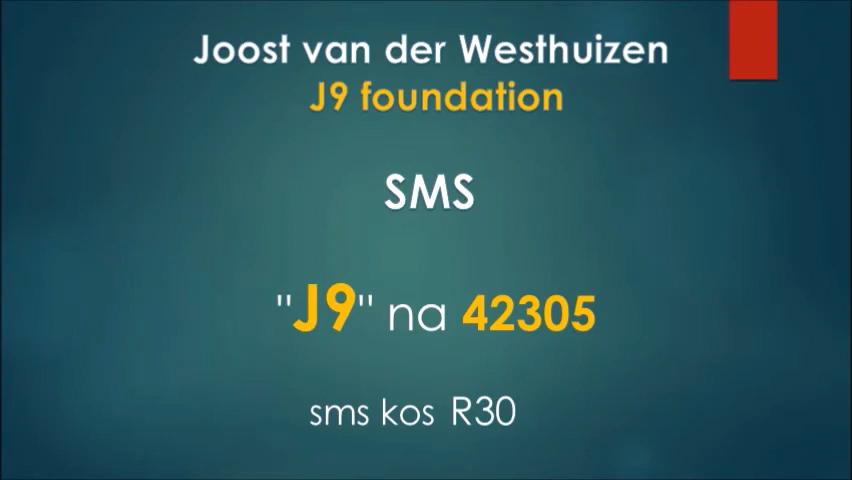 Joost van der Westhuizen
J9 foundation
SMS
"J9" na 42305
sms kos R30